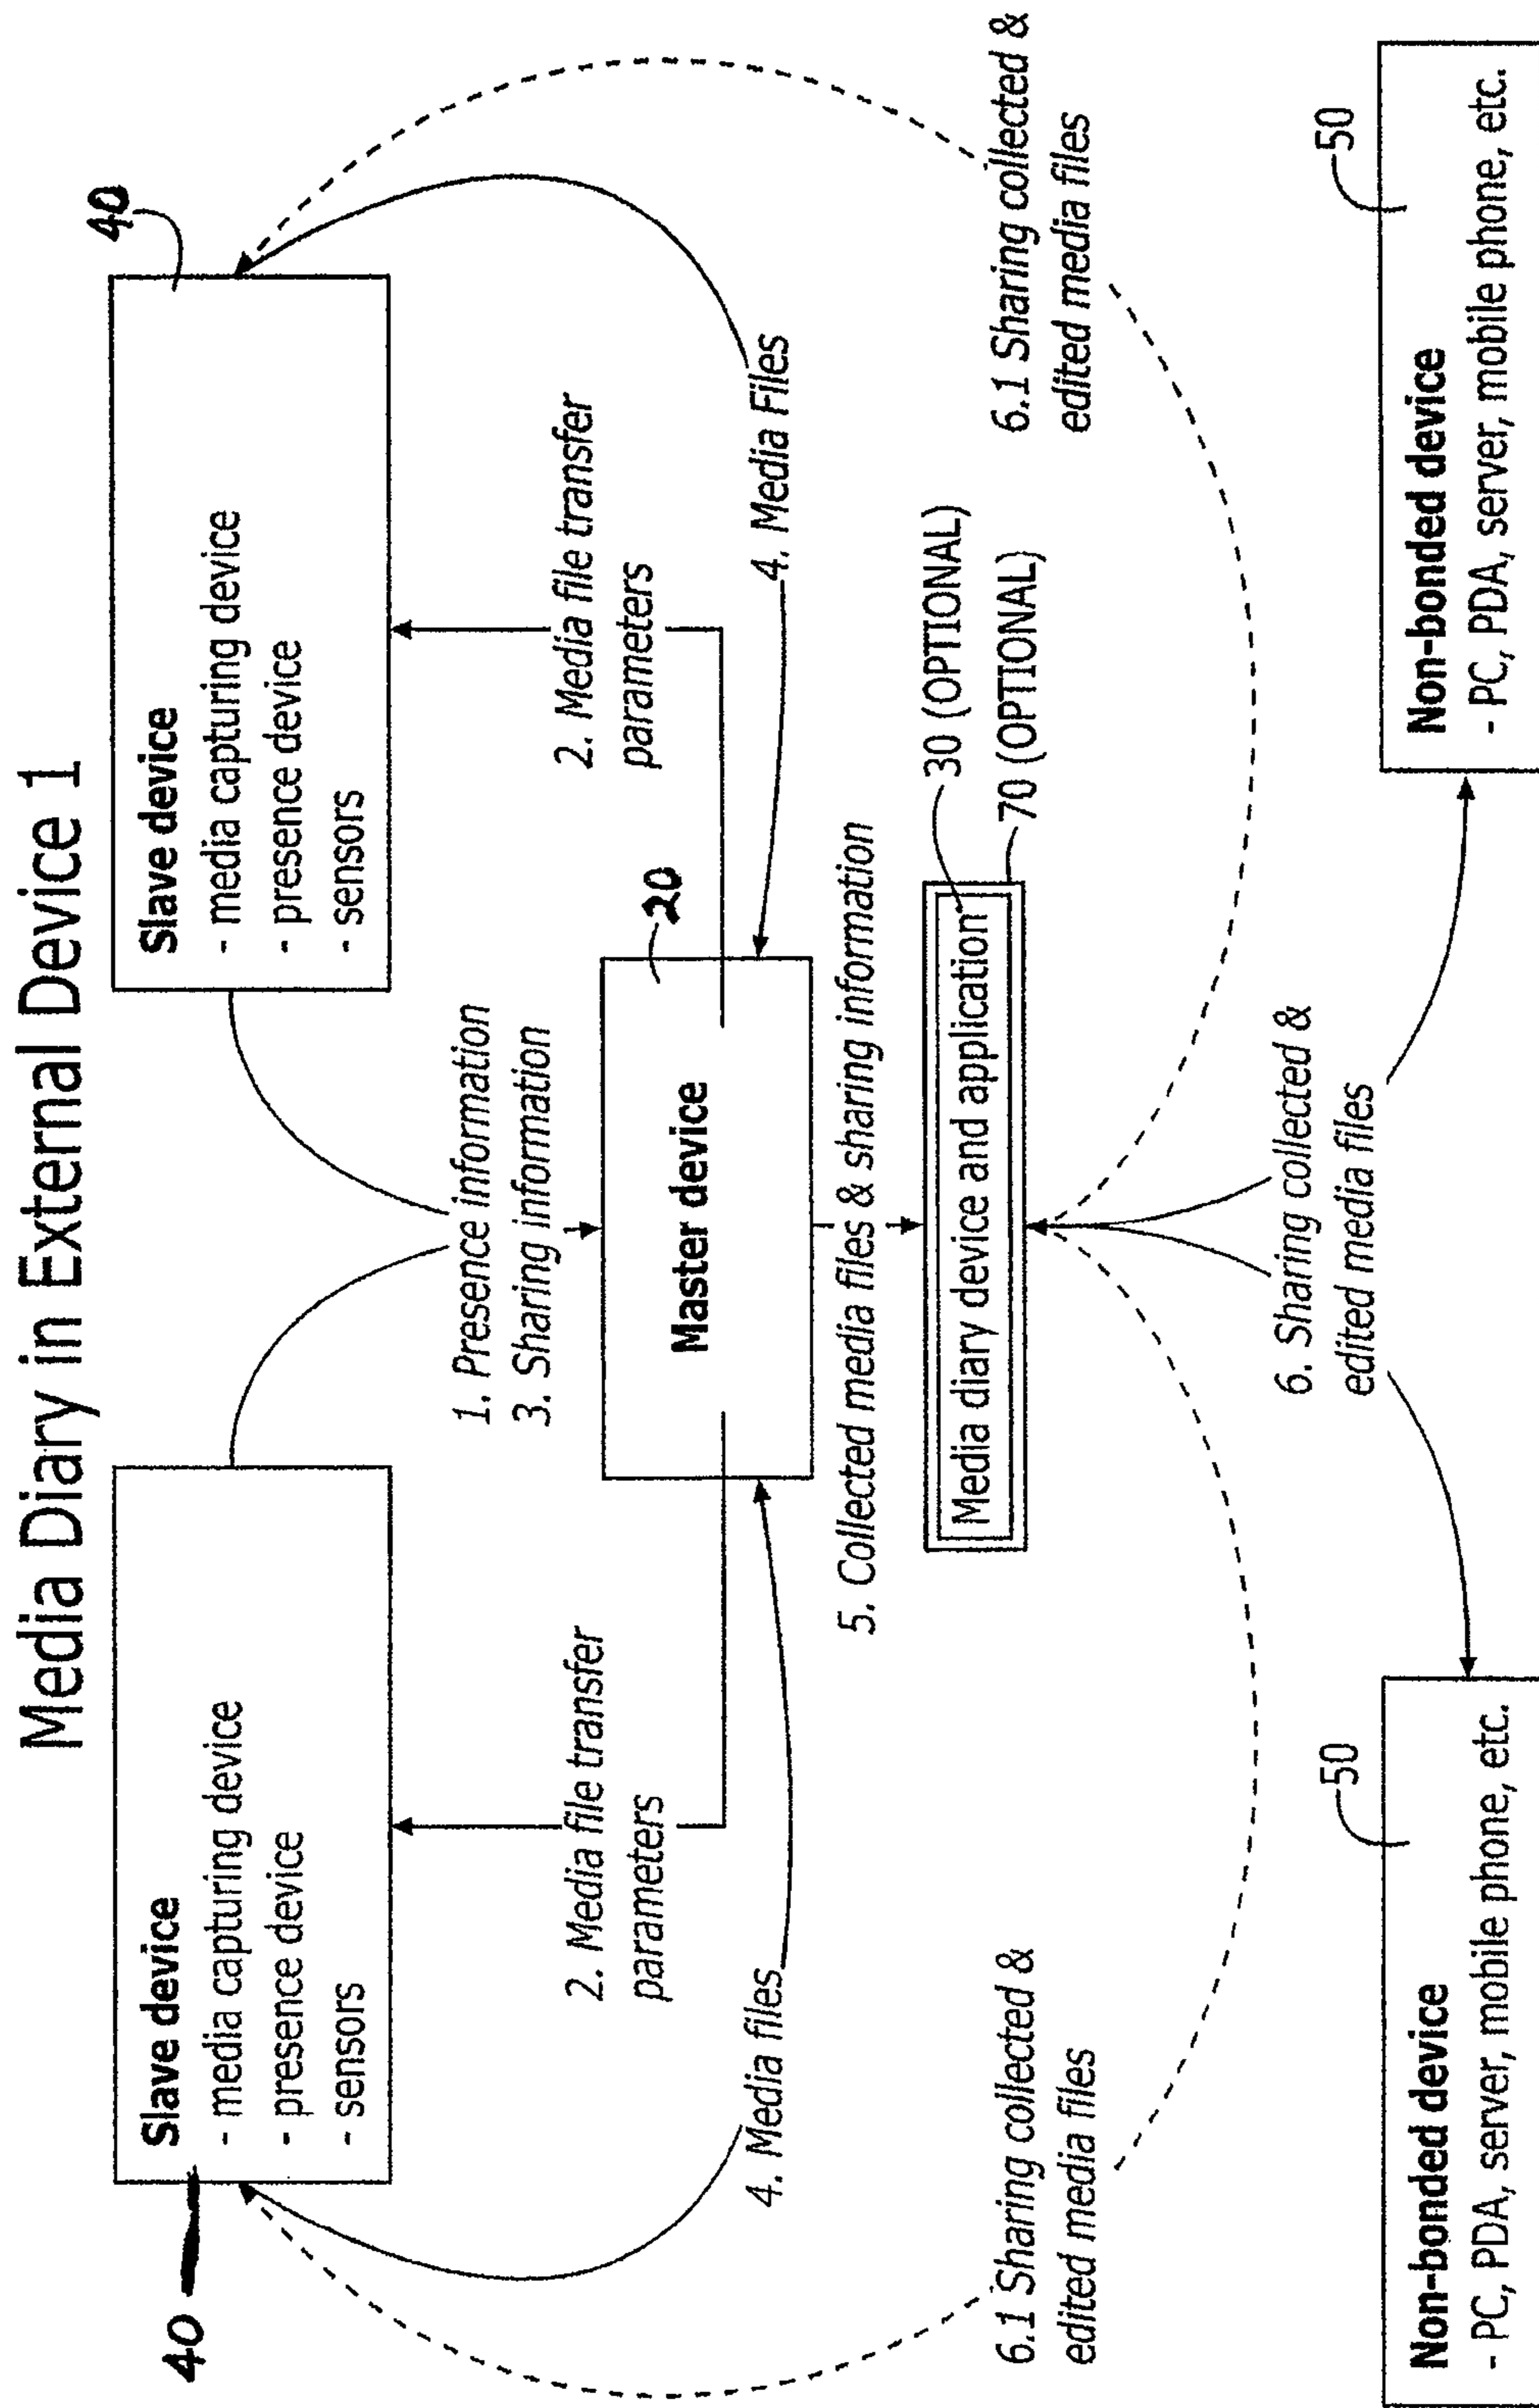 Media Diary in External Device 1
40
Slave device
- media capturing device
- presence device
- sensors
40
Slave device
- media capturing device
- presence device
- sensors
1. Presence information
3. Sharing information
2. Media file transfer
parameters
2. Media file transfer
parameters
20
Master device
4. Media files
4. Media Files
5. Collected media files & sharing information
Media diary device and application
30 (OPTIONAL)
70 (OPTIONAL)
6.1 Sharing collected &
edited media files
6.1 Sharing collected &
edited media files
6. Sharing collected &
edited media files
50
Non-bonded device
- PC, PDA, server, mobile phone, etc.
50
Non-bonded device
- PC, PDA, server, mobile phone, etc.